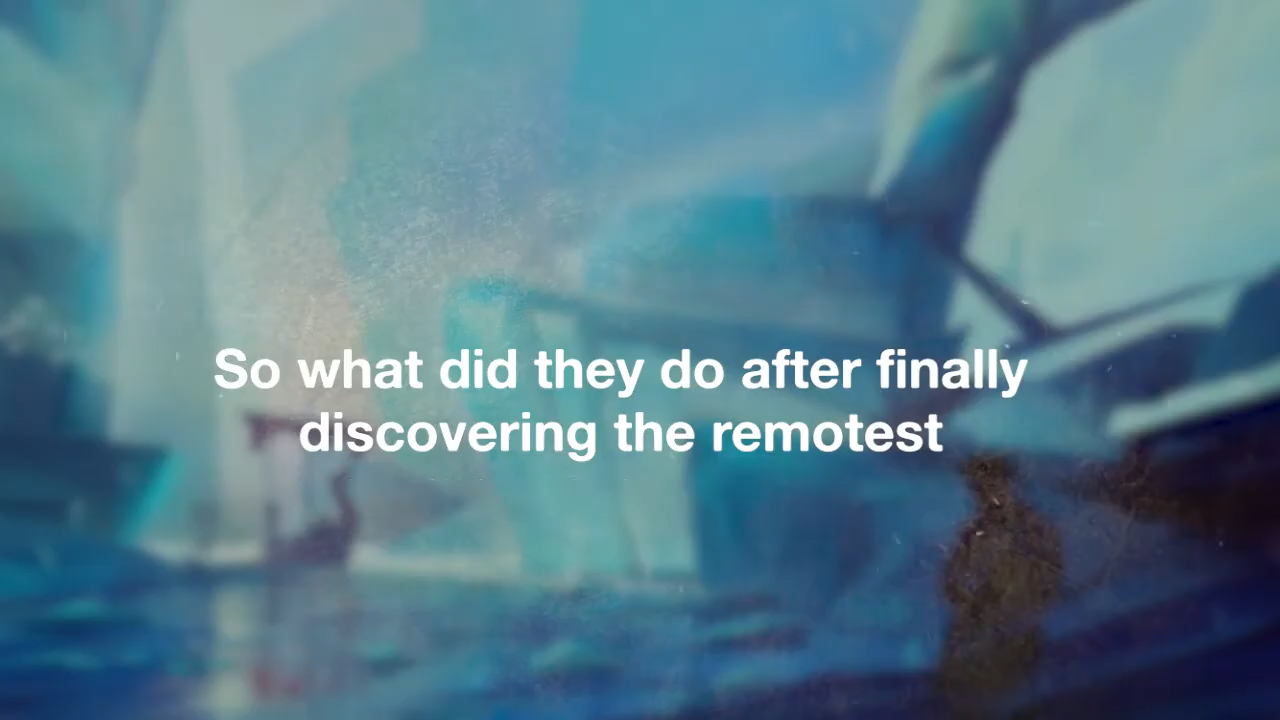 So what did they do after finally
discovering the remotest